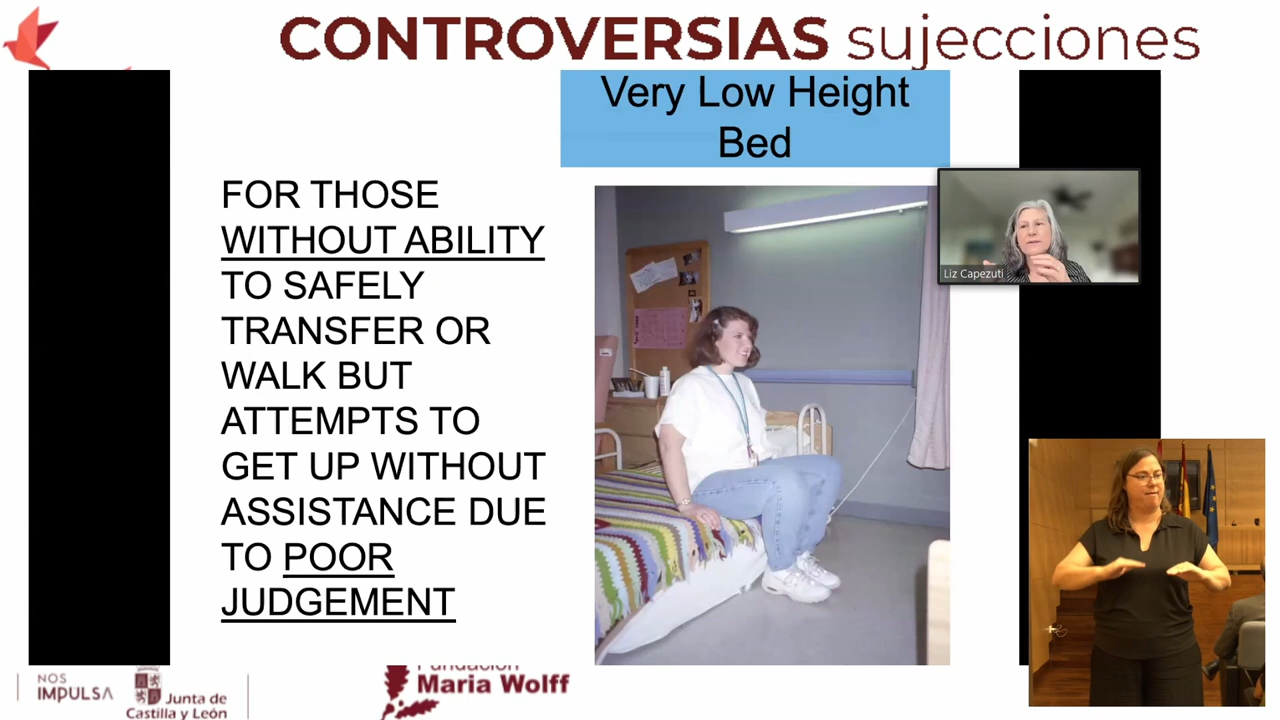 CONTROVERSIAS sujecciones
Very Low Height
Bed
FOR THOSE
WITHOUT ABILITY
TO SAFELY
TRANSFER OR
WALK BUT
ATTEMPTS TO
GET UP WITHOUT
ASSISTANCE DUE
TO POOR
JUDGEMENT
Liz Capezuti
NOS
IMPULSA
Junta de
Castilla y León
Fundación
Maria Wolff